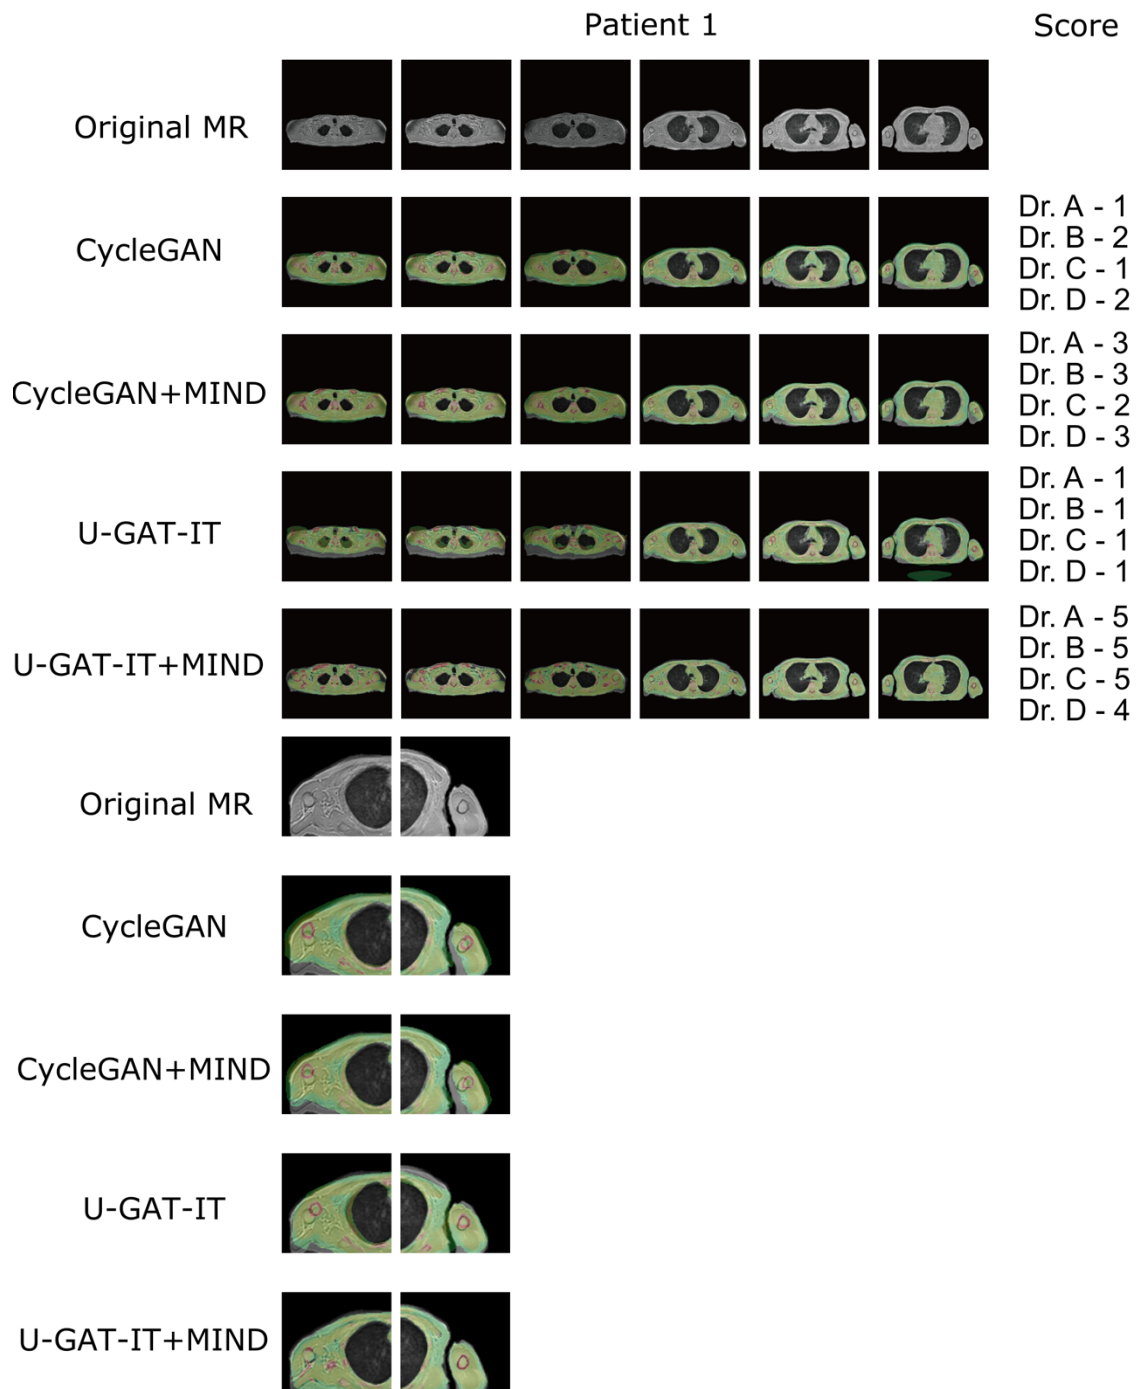 Patient 1 Score
Original MR
CycleGAN
Dr. A - 1
Dr. B - 2
Dr. C - 1
Dr. D - 2
CycleGAN+MIND
Dr. A - 3
Dr. B - 3
Dr. C - 2
Dr. D - 3
U-GAT-IT
Dr. A - 1
Dr. B - 1
Dr. C - 1
Dr. D - 1
U-GAT-IT+MIND
Dr. A - 5
Dr. B - 5
Dr. C - 5
Dr. D - 4
Original MR
CycleGAN
CycleGAN+MIND
U-GAT-IT
U-GAT-IT+MIND